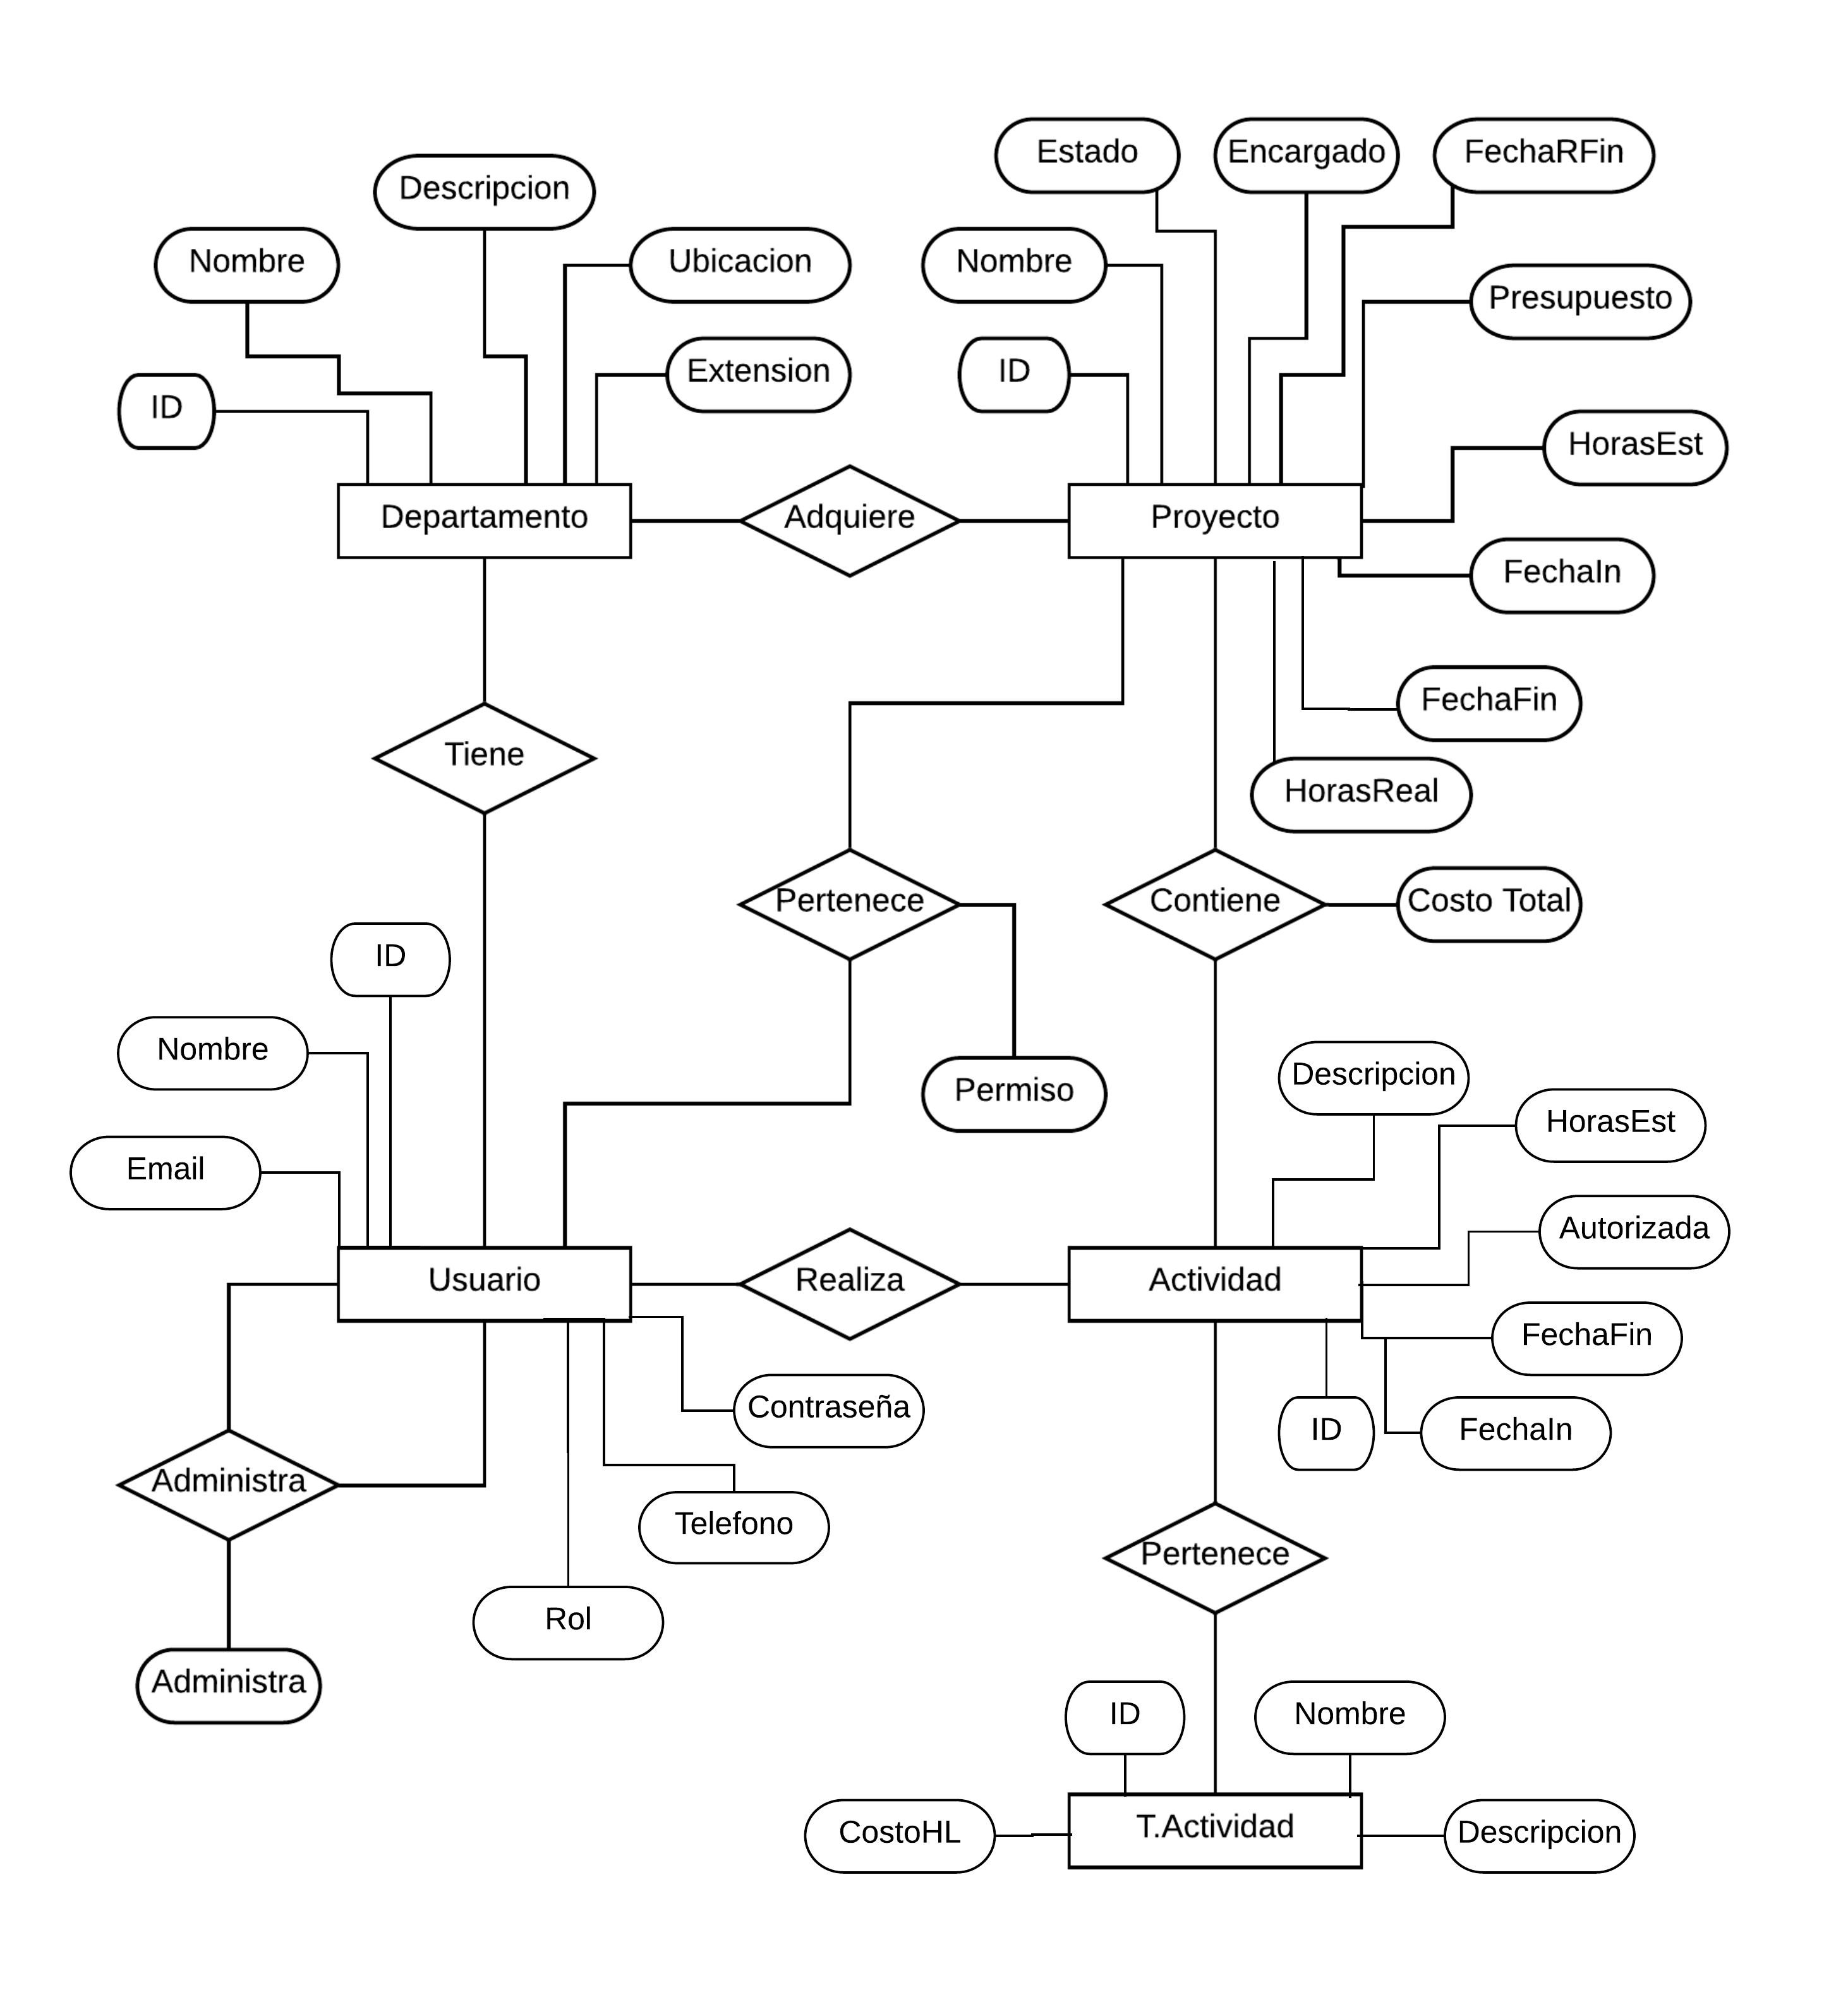 Estado
Encargado
FechaRFin
Descripcion
Nombre
Ubicacion
Nombre
Presupuesto
Extension
ID
ID
HorasEst
Departamento
Adquiere
Proyecto
FechaIn
FechaFin
Tiene
HorasReal
Pertenece
Contiene
Costo Total
ID
Nombre
Descripcion
Permiso
HorasEst
Email
Autorizada
Usuario
Realiza
Actividad
FechaFin
Contraseña
ID
FechaIn
Administra
Telefono
Pertenece
Rol
Administra
ID
Nombre
CostoHL
T.Actividad
Descripcion